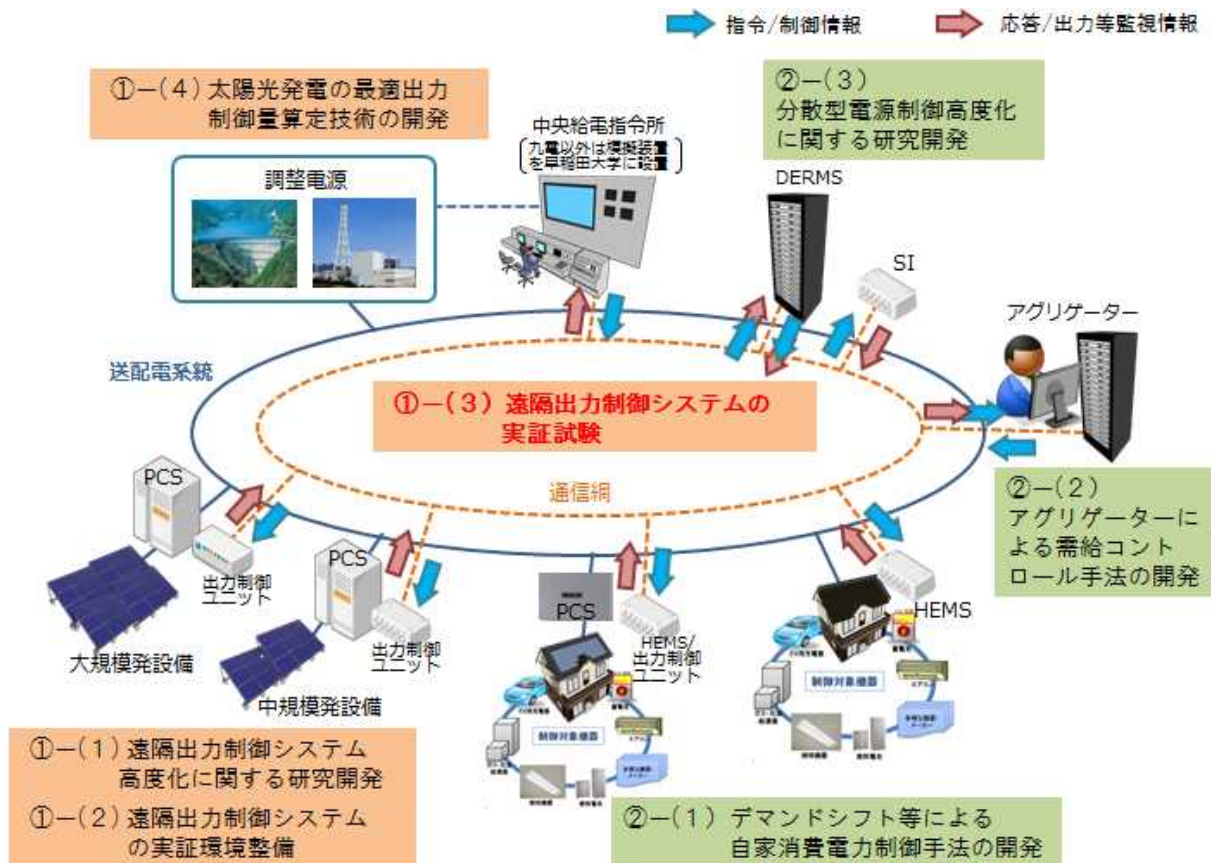 指令/制御情報
応答/出力等監視情報
①－(4) 太陽光発電の最適出力
制御量算定技術の開発
②－(3)
分散型電源制御高度化
に関する研究開発
中央給電指令所
九電以外は模擬装置
を早稲田大学に設置
調整電源
DERMS
SI
アグリゲーター
送配電系統
①－(3) 遠隔出力制御システムの
実証試験
通信網
②－(2)
アグリゲーターに
よる需給コント
ロール手法の開発
PCS
出力制御
ユニット
大規模発設備
PCS
出力制御
ユニット
中規模発設備
PCS
HEMS/
出力制御
ユニット
制御対象機器
HEMS
制御対象機器
①－(1) 遠隔出力制御システム
高度化に関する研究開発
①－(2) 遠隔出力制御システム
の実証環境整備
②－(1) デマンドシフト等による
自家消費電力制御手法の開発